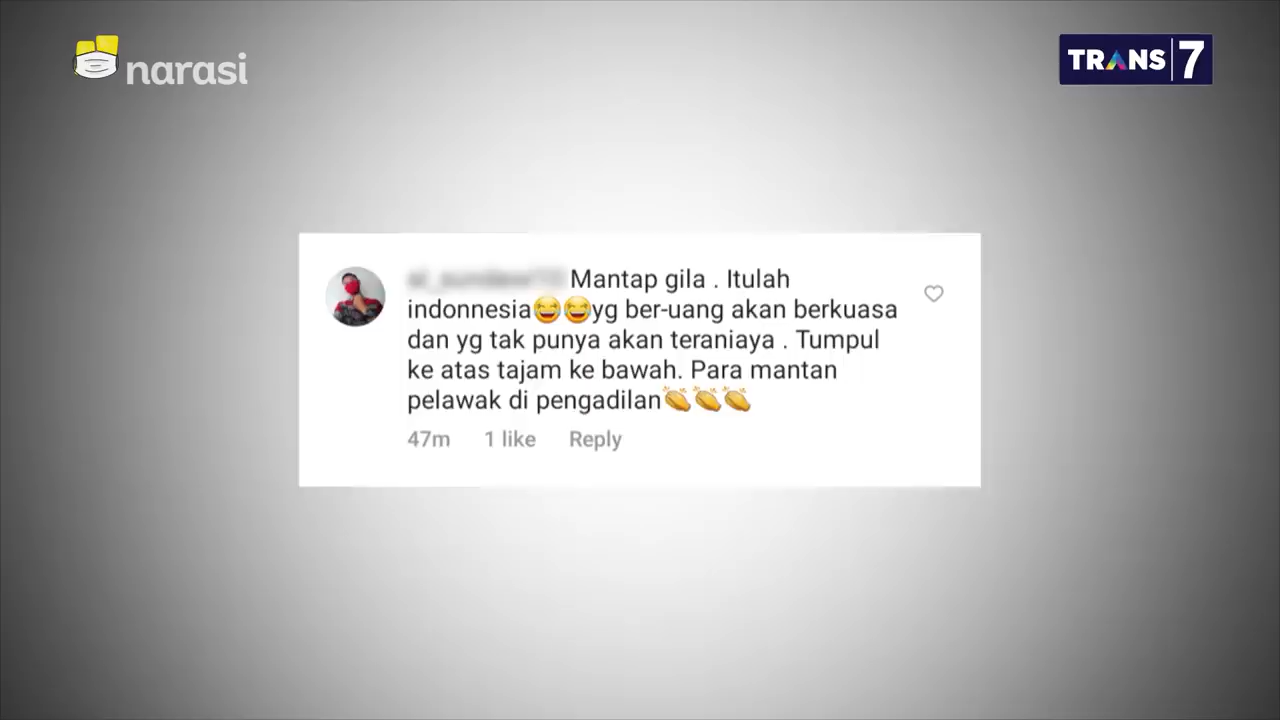 narasi
TRANS 7
Mantap gila . Itulah
indonnesia😂😂yg ber-uang akan berkuasa
dan yg tak punya akan teraniaya . Tumpul
ke atas tajam ke bawah. Para mantan
pelawak di pengadilan👏👏👏
47m 1 like Reply